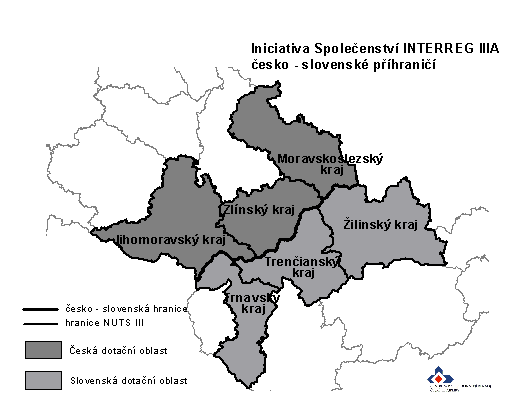 Iniciativa Společenství INTERREG IIIA
česko - slovenské příhraničí
Moravskoslezský
kraj
Zlínský kraj
Žilinský kraj
Jihomoravský kraj
Trenčianský
kraj
Trnavský
kraj
česko - slovenská hranice
hranice NUTS III
Česká dotační oblast
Slovenská dotační oblast